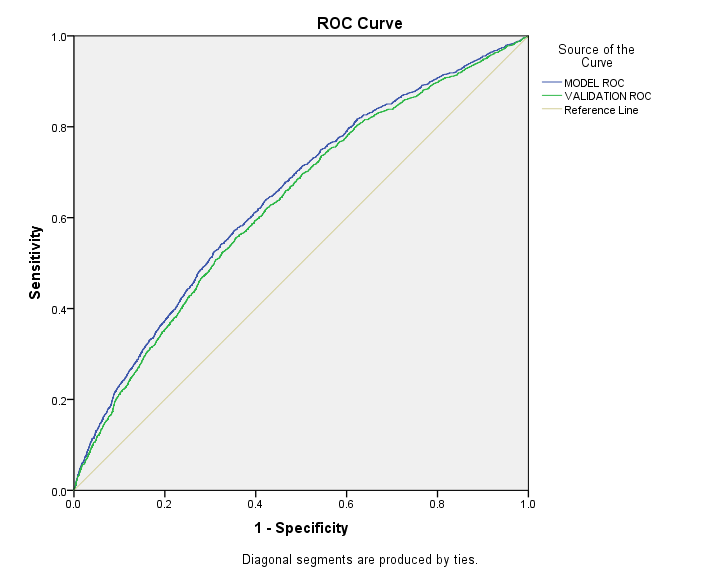 ROC Curve
Source of the
Curve
MODEL ROC
VALIDATION ROC
Reference Line
1.0
0.8
0.6
0.4
0.2
0.0
Sensitivity
0.0 0.2 0.4 0.6 0.8 1.0
1 - Specificity
Diagonal segments are produced by ties.